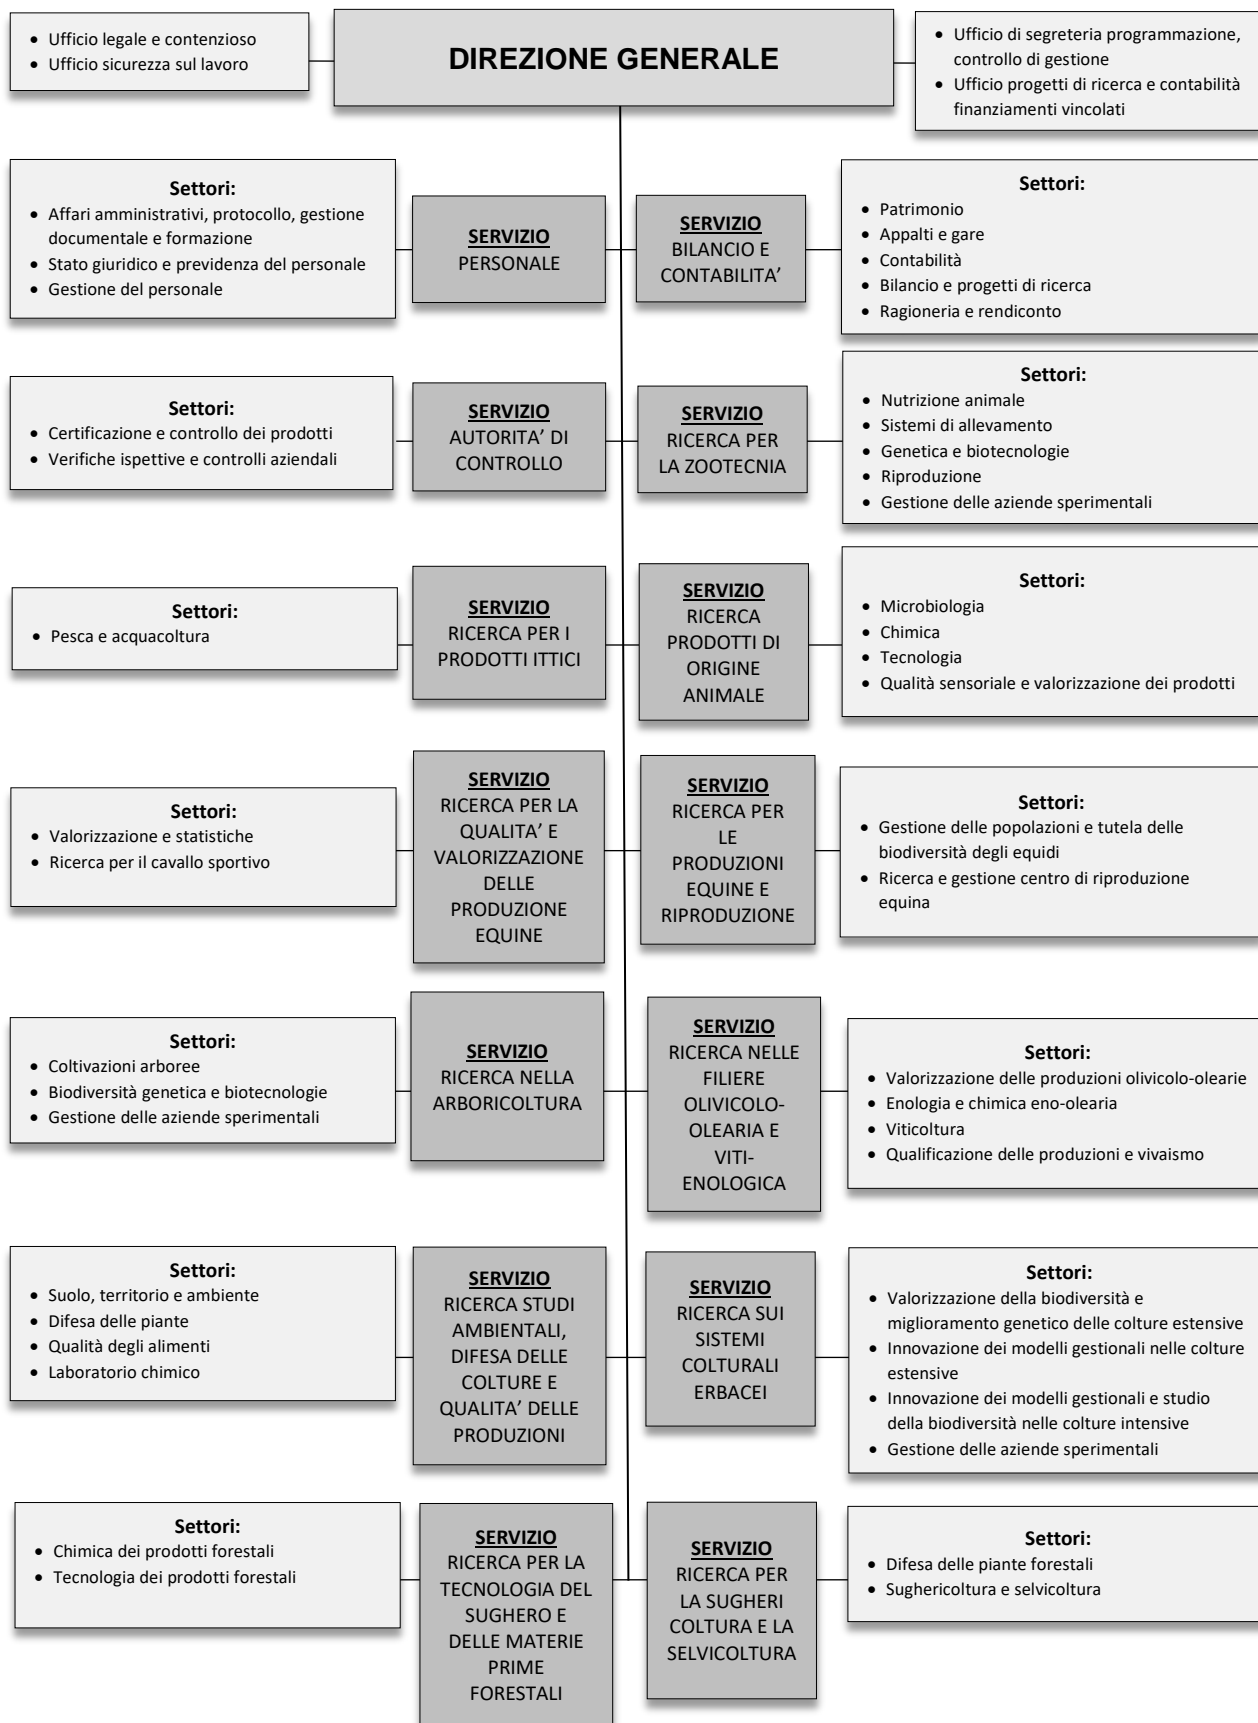 • Ufficio legale e contenzioso
• Ufficio sicurezza sul lavoro
DIREZIONE GENERALE
• Ufficio di segreteria programmazione,
controllo di gestione
• Ufficio progetti di ricerca e contabilità
finanziamenti vincolati
Settori:
• Affari amministrativi, protocollo, gestione
documentale e formazione
• Stato giuridico e previdenza del personale
• Gestione del personale
SERVIZIO
PERSONALE
SERVIZIO
BILANCIO E
CONTABILITA’
Settori:
• Patrimonio
• Appalti e gare
• Contabilità
• Bilancio e progetti di ricerca
• Ragioneria e rendiconto
Settori:
• Certificazione e controllo dei prodotti
• Verifiche ispettive e controlli aziendali
SERVIZIO
AUTORITA’ DI
CONTROLLO
SERVIZIO
RICERCA PER
LA ZOOTECNIA
Settori:
• Nutrizione animale
• Sistemi di allevamento
• Genetica e biotecnologie
• Riproduzione
• Gestione delle aziende sperimentali
Settori:
• Pesca e acquacoltura
SERVIZIO
RICERCA PER I
PRODOTTI ITTICI
SERVIZIO
RICERCA
PRODOTTI DI
ORIGINE
ANIMALE
Settori:
• Microbiologia
• Chimica
• Tecnologia
• Qualità sensoriale e valorizzazione dei prodotti
Settori:
• Valorizzazione e statistiche
• Ricerca per il cavallo sportivo
SERVIZIO
RICERCA PER LA
QUALITA’ E
VALORIZZAZIONE
DELLE
PRODUZIONE
EQUINE
SERVIZIO
RICERCA PER
LE
PRODUZIONI
EQUINE E
RIPRODUZIONE
Settori:
• Gestione delle popolazioni e tutela delle
biodiversità degli equidi
• Ricerca e gestione centro di riproduzione
equina
Settori:
• Coltivazioni arboree
• Biodiversità genetica e biotecnologie
• Gestione delle aziende sperimentali
SERVIZIO
RICERCA NELLA
ARBORICOLTURA
SERVIZIO
RICERCA NELLE
FILIERE
OLIVICOLO-
OLEARIA E
VITI-
ENOLOGICA
Settori:
• Valorizzazione delle produzioni olivicolo-olearie
• Enologia e chimica eno-olearia
• Viticoltura
• Qualificazione delle produzioni e vivaismo
Settori:
• Suolo, territorio e ambiente
• Difesa delle piante
• Qualità degli alimenti
• Laboratorio chimico
SERVIZIO
RICERCA STUDI
AMBIENTALI,
DIFESA DELLE
COLTURE E
QUALITA’ DELLE
PRODUZIONI
SERVIZIO
RICERCA SUI
SISTEMI
COLTURALI
ERBACEI
Settori:
• Valorizzazione della biodiversità e
miglioramento genetico delle colture estensive
• Innovazione dei modelli gestionali nelle colture
estensive
• Innovazione dei modelli gestionali e studio
della biodiversità nelle colture intensive
• Gestione delle aziende sperimentali
Settori:
• Chimica dei prodotti forestali
• Tecnologia dei prodotti forestali
SERVIZIO
RICERCA PER LA
TECNOLOGIA DEL
SUGHERO E
DELLE MATERIE
PRIME
FORESTALI
SERVIZIO
RICERCA PER
LA SUGHERI
COLTURA E LA
SELVICOLTURA
Settori:
• Difesa delle piante forestali
• Sughericoltura e selvicoltura